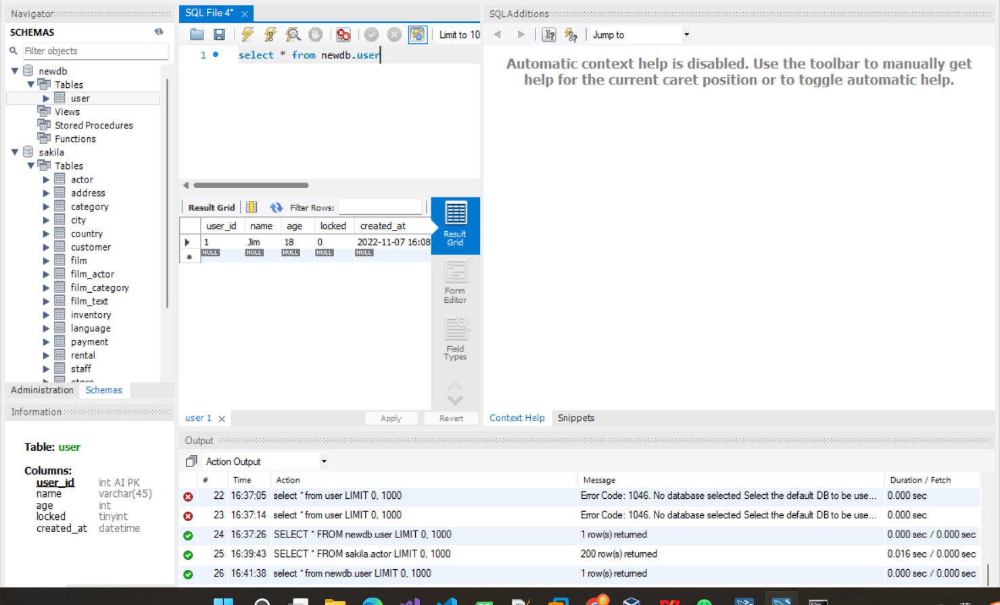 Navigator
SCHEMAS
Filter objects
newdb
Tables
user
Views
Stored Procedures
Functions
sakila
Tables
actor
address
category
city
country
customer
film
film_actor
film_category
film_text
inventory
language
payment
rental
staff
store
Administration Schemas
Information
Table: user
Columns:
user_id int AI PK
name varchar(45)
age int
locked tinyint
created_at datetime
SQL File 4*
Limit to 10
1 select * from newdb.user
Result Grid Filter Rows:
user_id name age locked created_at
1 Jim 18 0 2022-11-07 16:08
NULL NULL NULL NULL NULL
Result
Grid
Form
Editor
Field
Types
user 1 Apply Revert
SQLAdditions
Jump to
Automatic context help is disabled. Use the toolbar to manually get
help for the current caret position or to toggle automatic help.
Context Help Snippets
Output
Action Output
# Time Action Message Duration / Fetch
22 16:37:05 select * from user LIMIT 0, 1000 Error Code: 1046. No database selected Select the default DB to be use... 0.000 sec
23 16:37:14 select * from user LIMIT 0, 1000 Error Code: 1046. No database selected Select the default DB to be use... 0.000 sec
24 16:37:26 SELECT * FROM newdb.user LIMIT 0, 1000 1 row(s) returned 0.000 sec / 0.000 sec
25 16:39:43 SELECT * FROM sakila.actor LIMIT 0, 1000 200 row(s) returned 0.016 sec / 0.000 sec
26 16:41:38 select * from newdb.user LIMIT 0, 1000 1 row(s) returned 0.000 sec / 0.000 sec